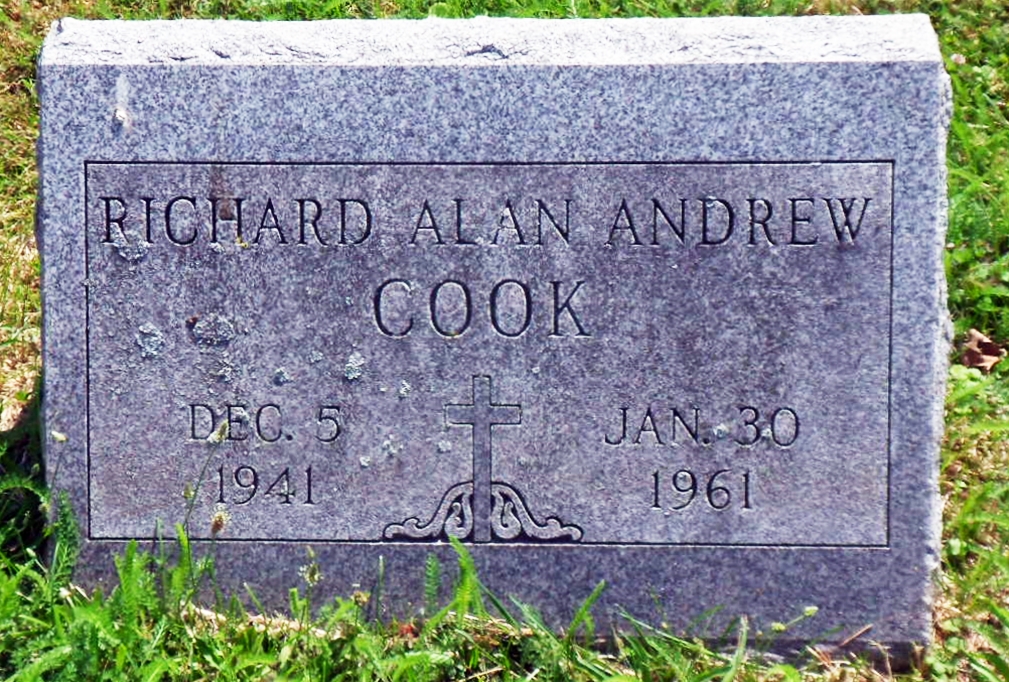 RICHARD ALAN ANDREW
COOK
DEC. 5
1941
JAN. 30
1961